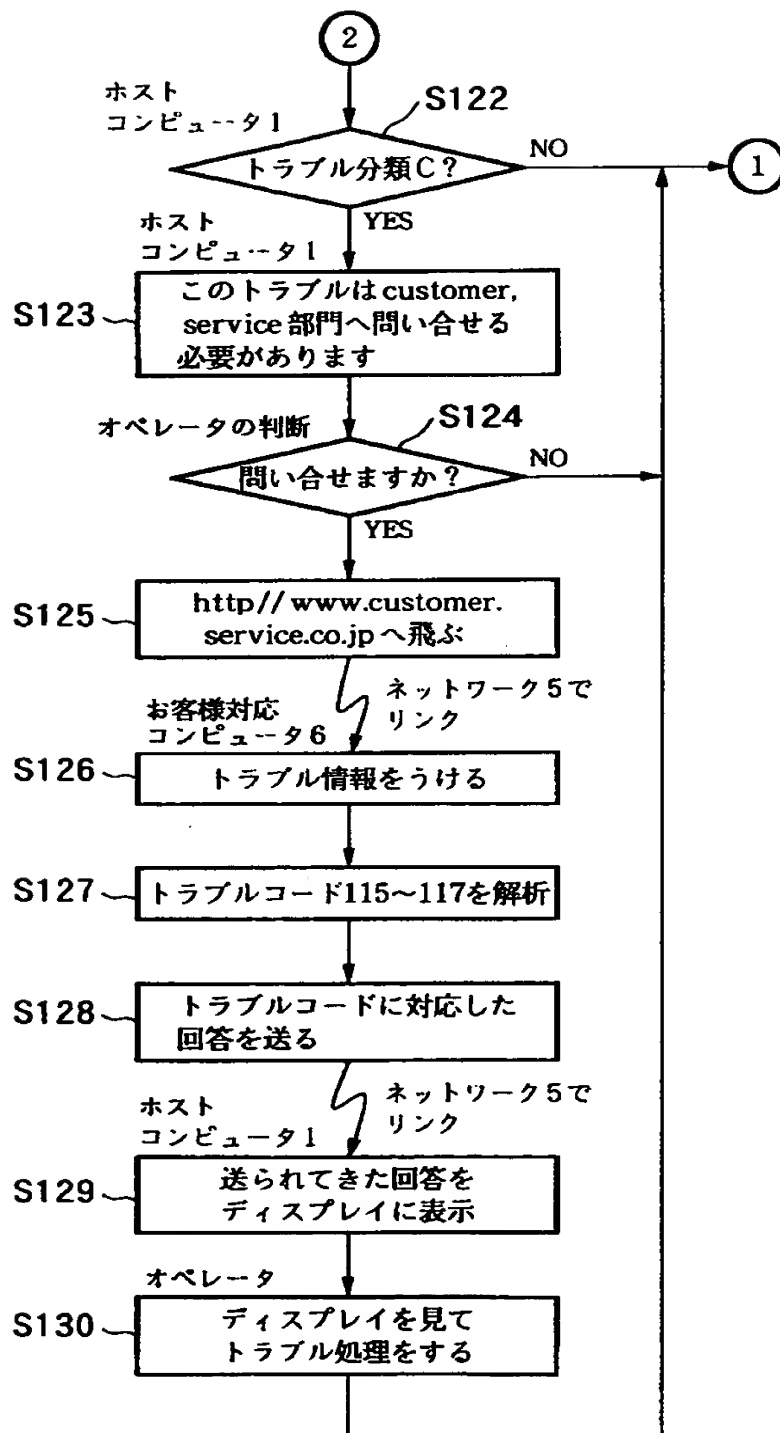 2
ホスト
コンピュータ1
S122
トラブル分類C?
NO
1
YES
ホスト
コンピュータ1
S123
このトラブルはcustomer,
service部門へ問い合せる
必要があります
オペレータの判断
S124
問い合せますか?
NO
YES
S125
http//www.customer.
service.co.jpへ飛ぶ
ネットワーク5で
リンク
お客様対応
コンピュータ6
S126
トラブル情報をうける
S127
トラブルコード115〜117を解析
S128
トラブルコードに対応した
回答を送る
ネットワーク5で
リンク
ホスト
コンピュータ1
S129
送られてきた回答を
ディスプレイに表示
オペレータ
S130
ディスプレイを見て
トラブル処理をする